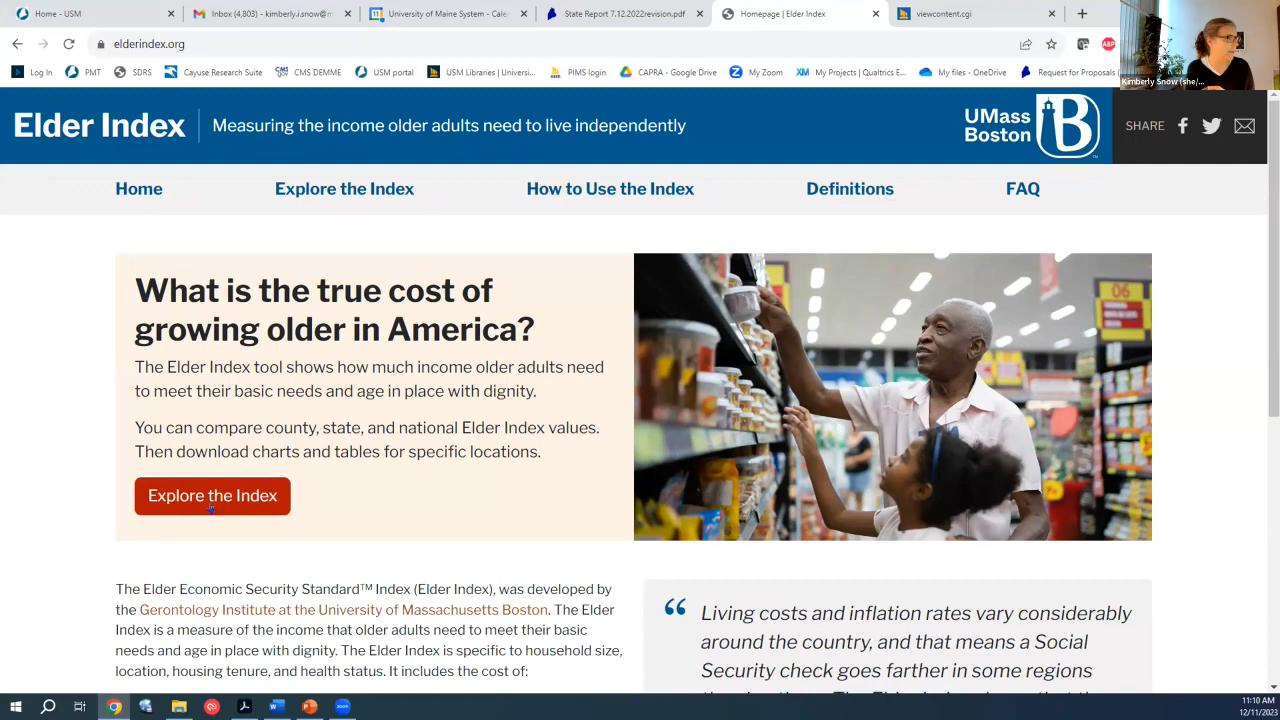 Home - USM
Inbox (4,803) - kimberly.i.snow@m
University of Maine System - Cale
State Report 7.12.2022revision.pdf
Homepage | Elder Index
viewcontent.cgi
elderindex.org
Log In
PMT
SDRS
Cayuse Research Suite
CMS DEMME
USM portal
USM Libraries | Universi...
PIMS login
CAPRA - Google Drive
My Zoom
My Projects | Qualtrics E...
My files - OneDrive
Request for Proposals (
ABP
Kimberly Snow (she/...
Elder Index
Measuring the income older adults need to live independently
UMass
Boston
B
SHARE
Home
Explore the Index
How to Use the Index
Definitions
FAQ
What is the true cost of
growing older in America?
The Elder Index tool shows how much income older adults need
to meet their basic needs and age in place with dignity.
You can compare county, state, and national Elder Index values.
Then download charts and tables for specific locations.
Explore the Index
06
The Elder Economic Security Standard™ Index (Elder Index), was developed by
the Gerontology Institute at the University of Massachusetts Boston. The Elder
Index is a measure of the income that older adults need to meet their basic
needs and age in place with dignity. The Elder Index is specific to household size,
location, housing tenure, and health status. It includes the cost of:
“ Living costs and inflation rates vary considerably
around the country, and that means a Social
Security check goes farther in some regions
11:10 AM
12/11/2023